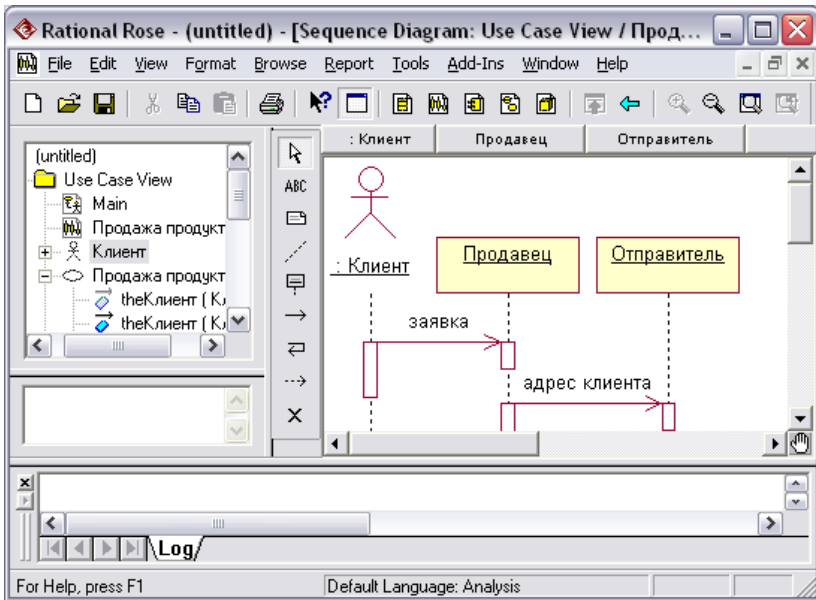 Rational Rose - (untitled) - [Sequence Diagram: Use Case View / Прод...
File Edit View Format Browse Report Tools Add-Ins Window Help
: Клиент Продавец Отправитель
(untitled)
Use Case View
Main
Продажа продукт
Клиент
Продажа продукт
theКлиент ( К
theКлиент ( К
ABC
: Клиент
Продавец
Отправитель
заявка
адрес клиента
Log
For Help, press F1
Default Language: Analysis